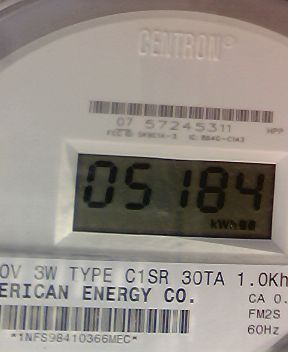 CENTRON®
07 57245311 HPP
05184
kWh
0V 3W TYPE C1SR 30TA 1.0Kh
ERICAN ENERGY CO.
CA 0.
FM2S
60Hz
*1NFS98410366MEC*